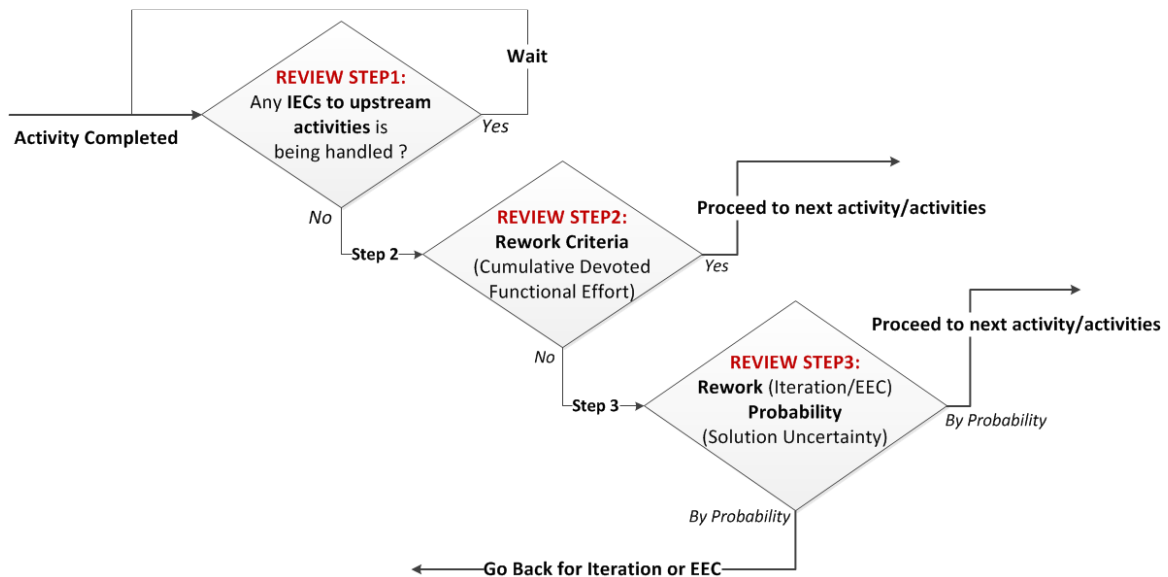 Wait
REVIEW STEP1:
Any IECs to upstream
activities is
being handled ?
Activity Completed
Yes
No
Step 2
REVIEW STEP2:
Rework Criteria
(Cumulative Devoted
Functional Effort)
Proceed to next activity/activities
Yes
No
Step 3
REVIEW STEP3:
Rework (Iteration/EEC)
Probability
(Solution Uncertainty)
Proceed to next activity/activities
By Probability
By Probability
Go Back for Iteration or EEC